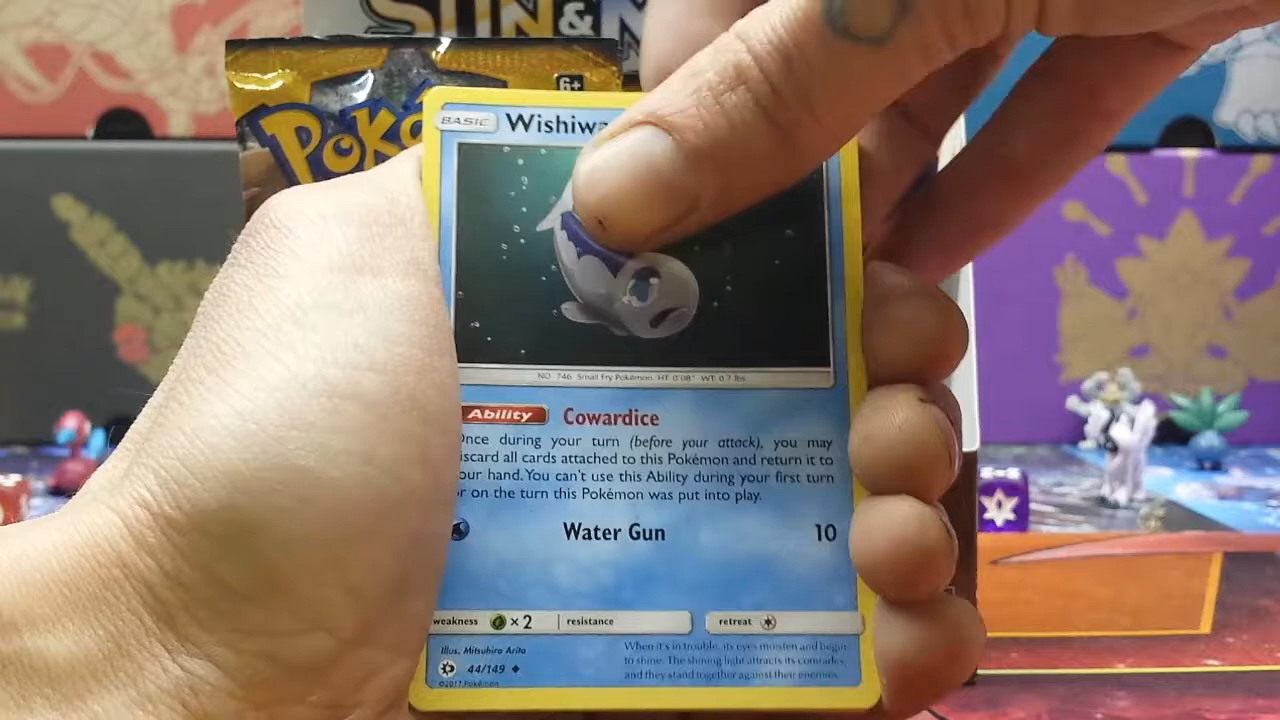 SUN &
6+
Poké
BASIC Wishiwa
NO. 746 Small Fry Pokémon HT: 0'08" WT: 0.7 lbs
Ability Cowardice
Once during your turn (before your attack), you may
iscard all cards attached to this Pokémon and return it to
our hand. You can't use this Ability during your first turn
r on the turn this Pokémon was put into play.
Water Gun 10
weakness ×2 resistance retreat
Illus. Mitsuhiro Arita
44/149
©2017 Pokémon
When it's in trouble, its eyes moisten and begin
to shine. The shining light attracts its comrades,
and they stand together against their enemies.